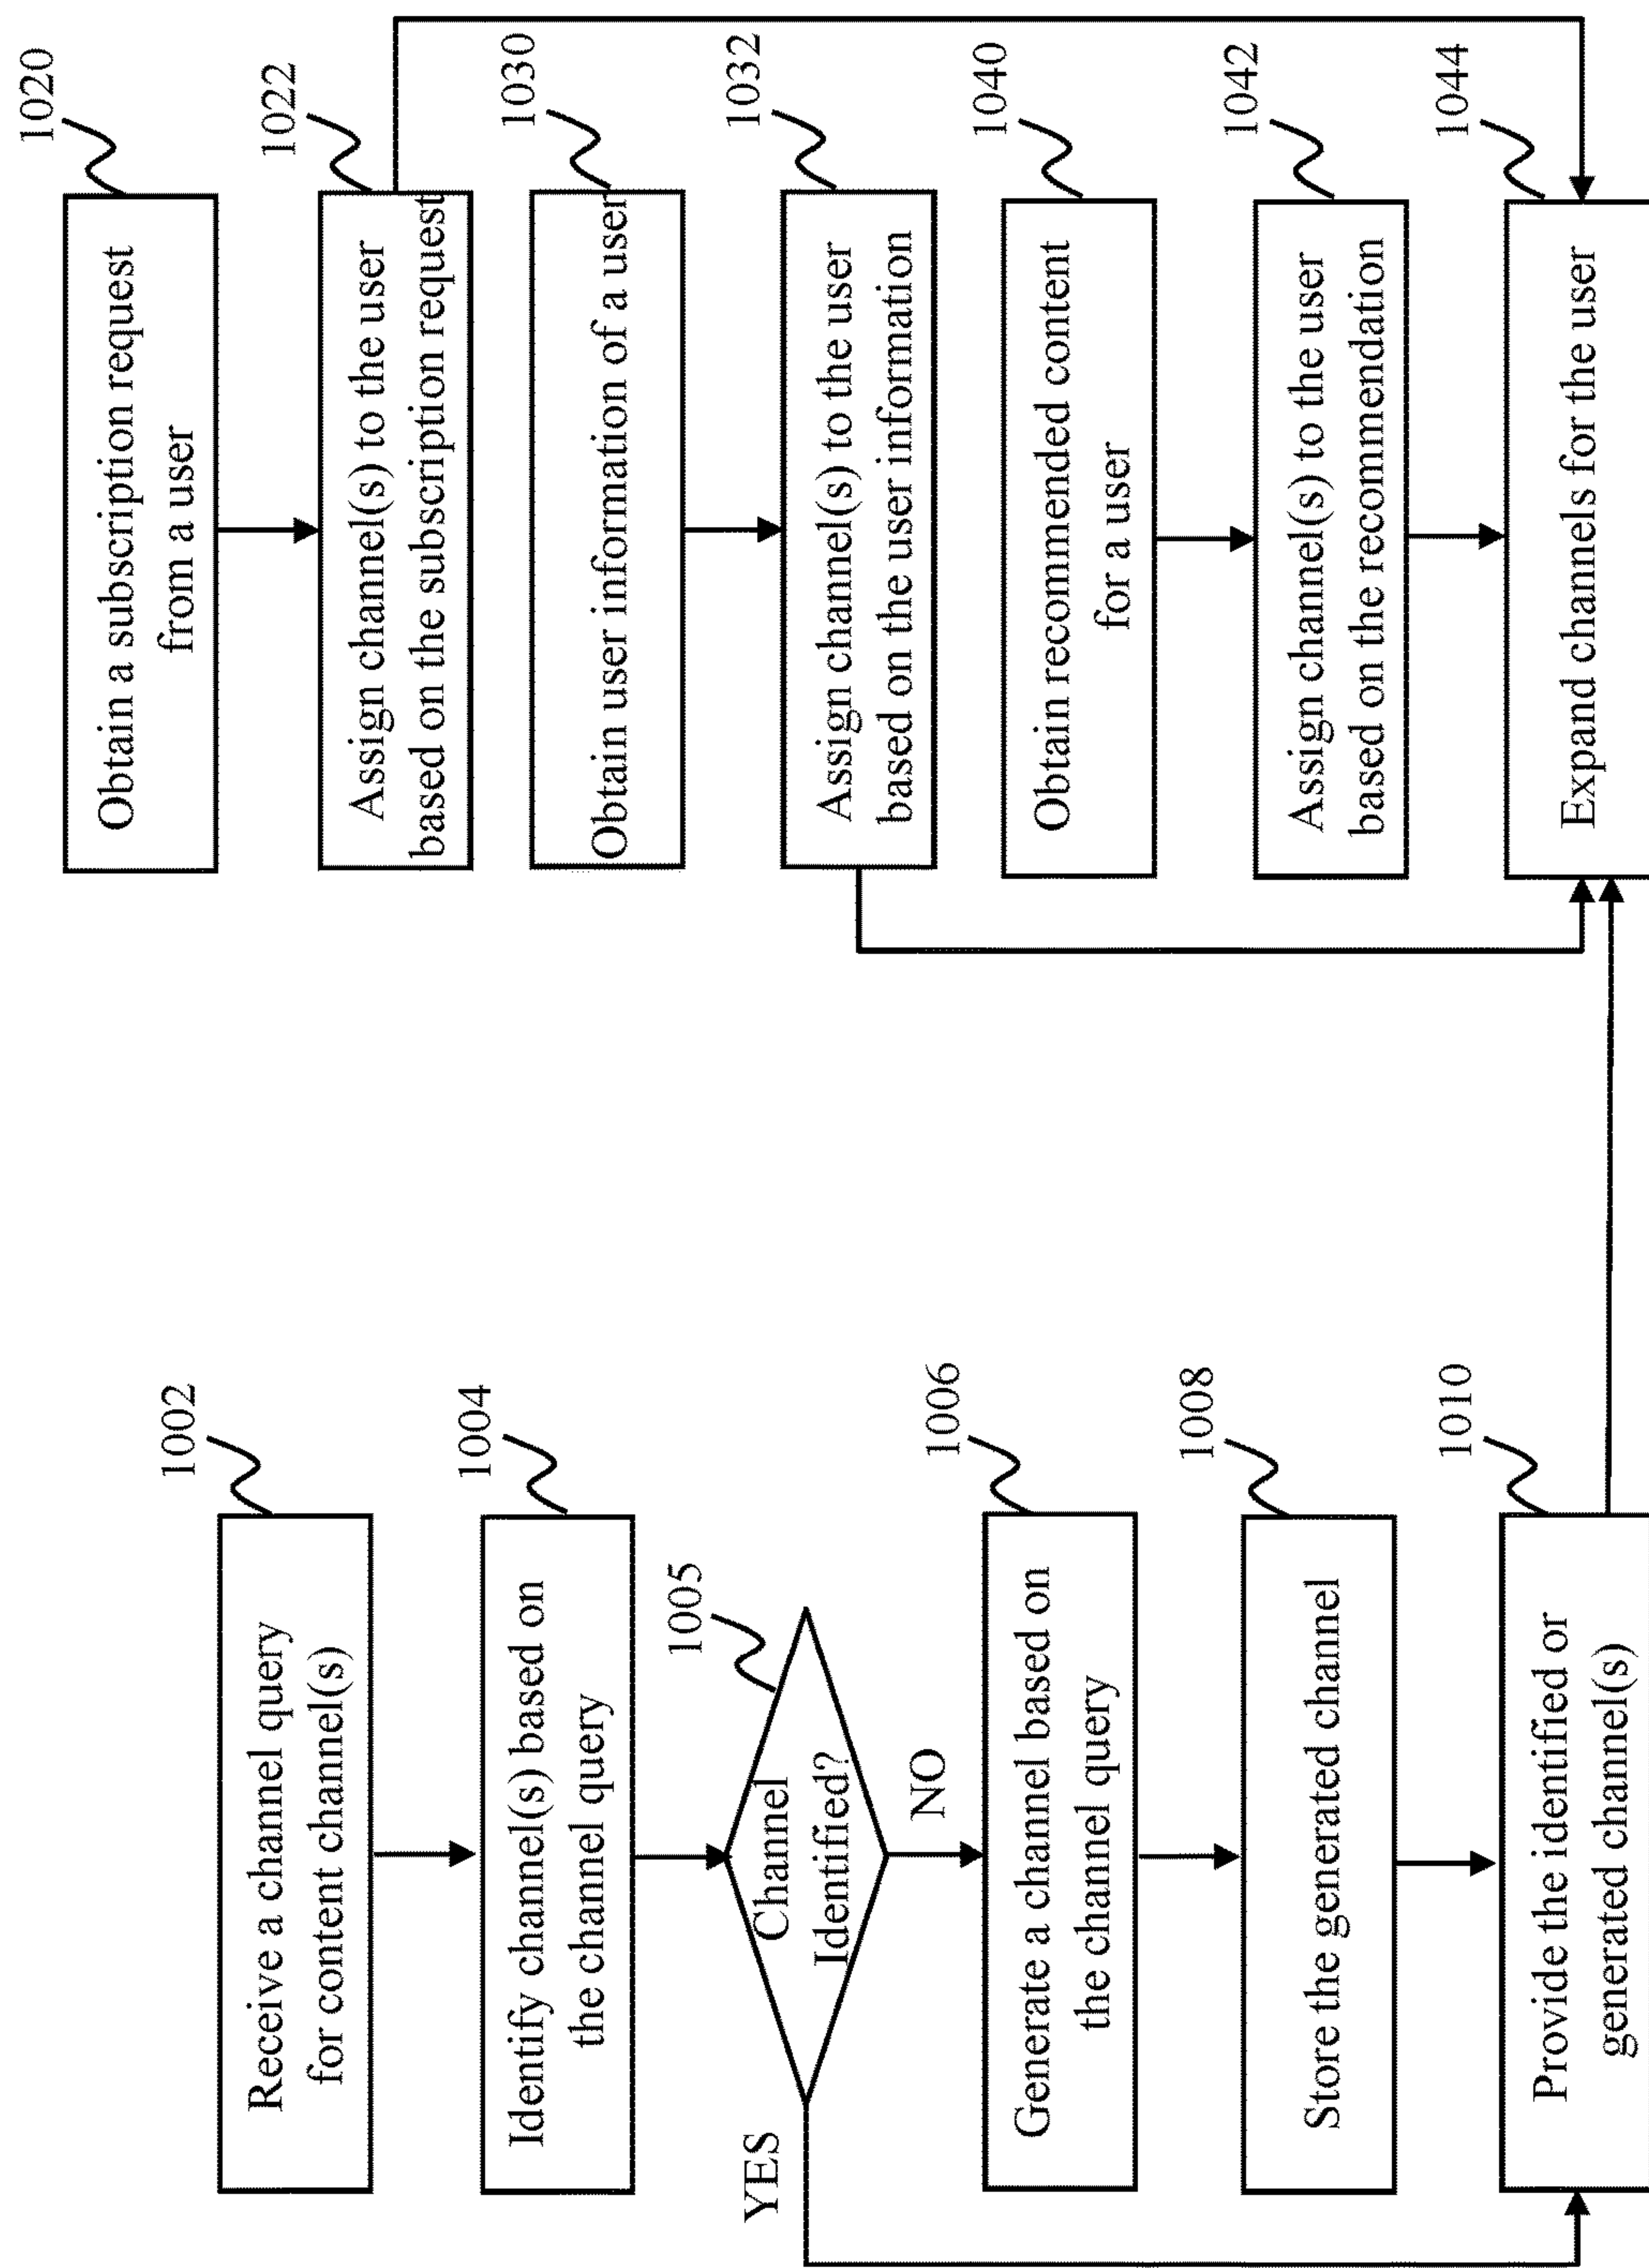 1002
Receive a channel query
for content channel(s)
1004
Identify channel(s) based on
the channel query
1005
Channel
Identified?
YES
NO
1006
Generate a channel based on
the channel query
1008
Store the generated channel
1010
Provide the identified or
generated channel(s)
1020
Obtain a subscription request
from a user
1022
Assign channel(s) to the user
based on the subscription request
1030
Obtain user information of a user
1032
Assign channel(s) to the user
based on the user information
1040
Obtain recommended content
for a user
1042
Assign channel(s) to the user
based on the recommendation
1044
Expand channels for the user